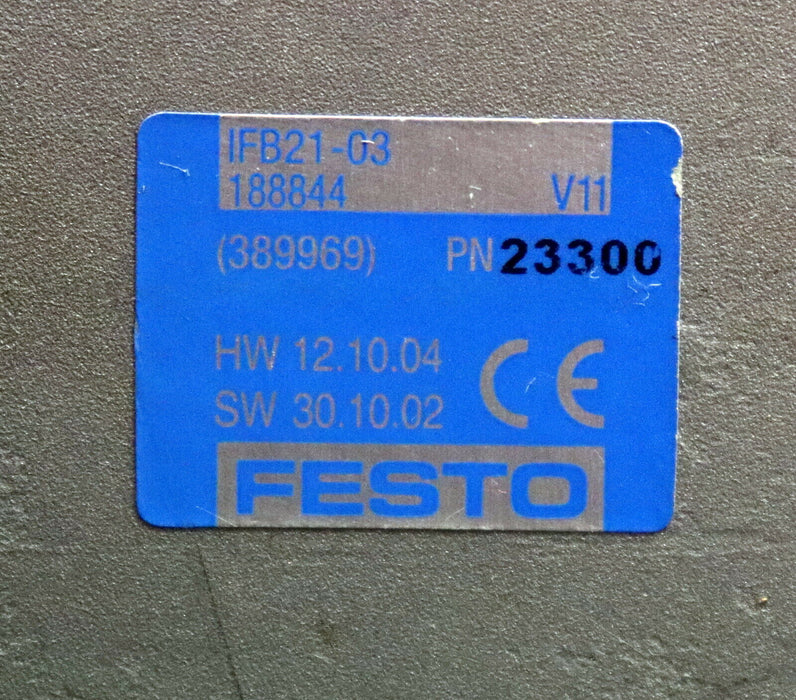 IFB21-03
188844 V11
(389969) PN23300
HW 12.10.04
SW 30.10.02
CE
FESTO